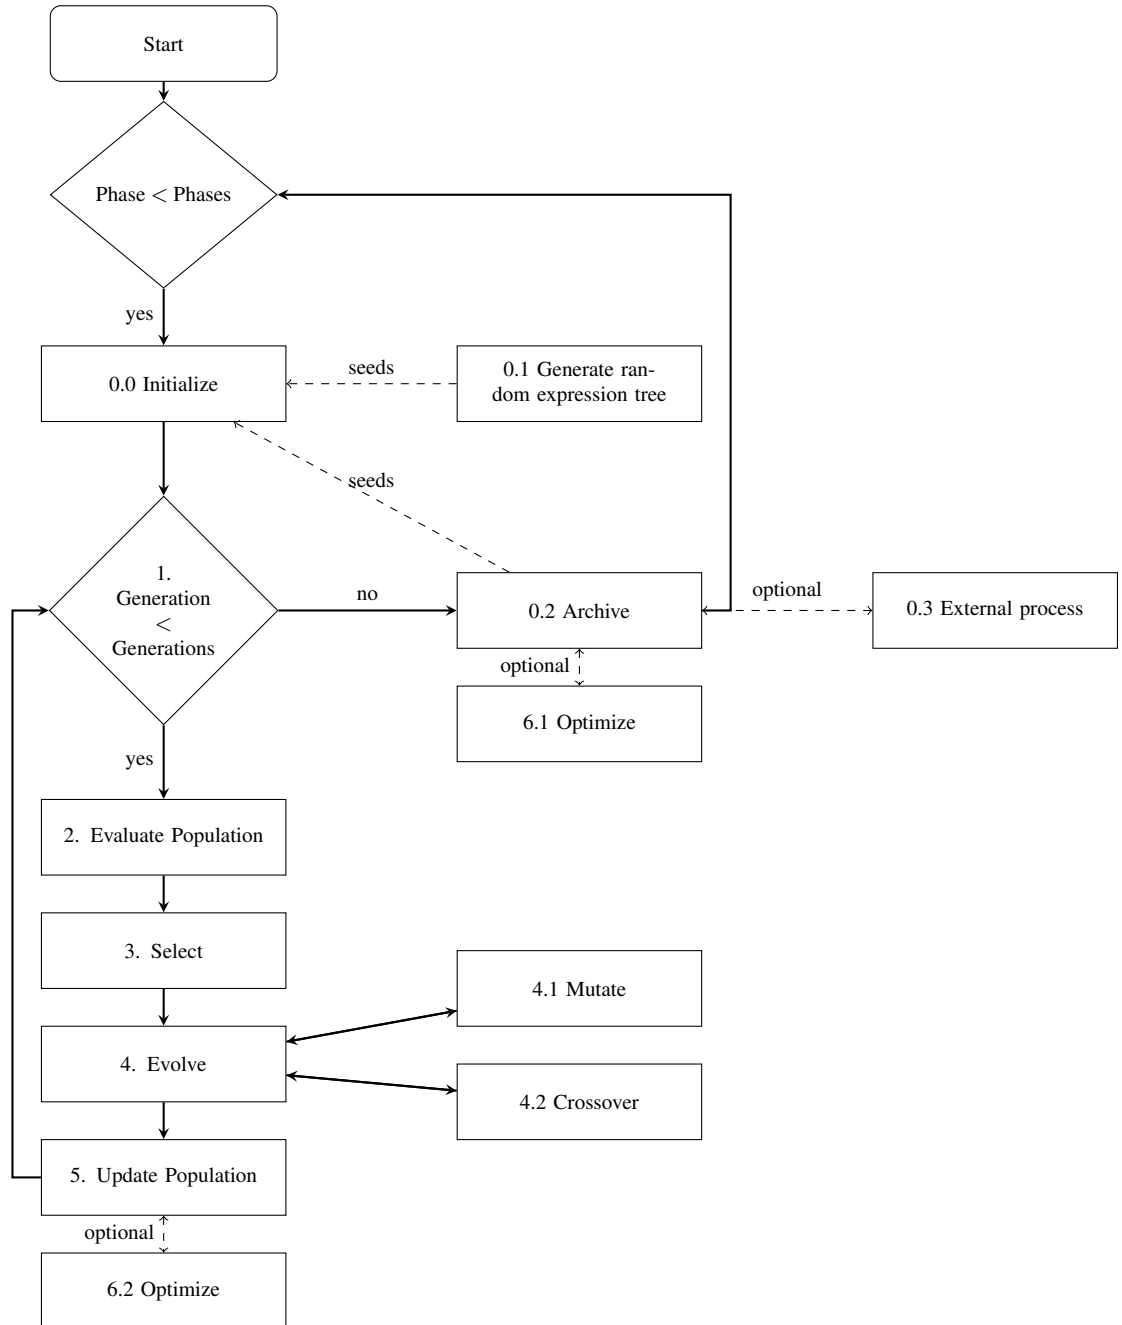 Start
Phase < Phases
yes
0.0 Initialize
seeds
0.1 Generate ran-
dom expression tree
seeds
1.
Generation
<
Generations
no
0.2 Archive
optional
0.3 External process
optional
6.1 Optimize
yes
2. Evaluate Population
3. Select
4.1 Mutate
4. Evolve
4.2 Crossover
5. Update Population
optional
6.2 Optimize